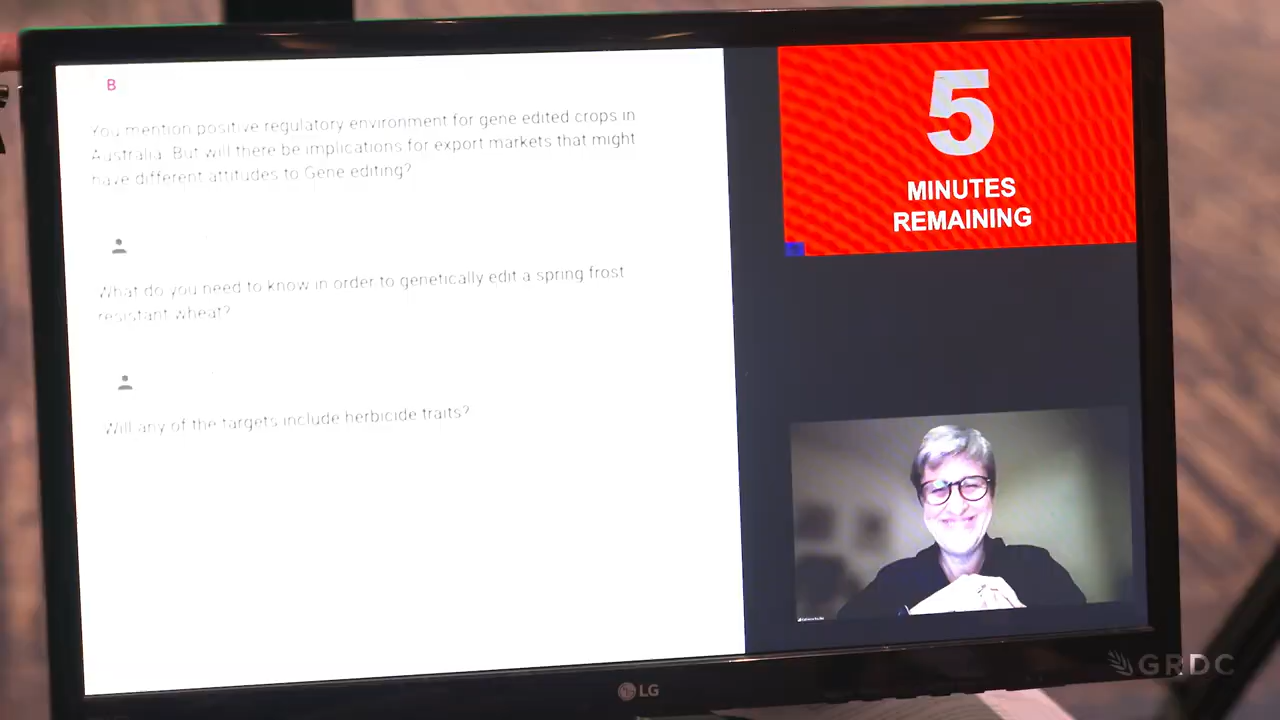 B
You mention positive regulatory environment for gene edited crops in
Australia. But will there be implications for export markets that might
have different attitudes to Gene editing?
What do you need to know in order to genetically edit a spring frost
resistant wheat?
Will any of the targets include herbicide traits?
5
MINUTES
REMAINING
LG
GRDC